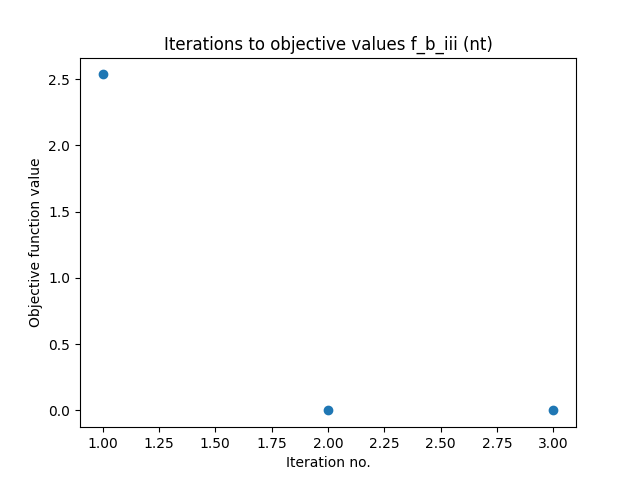 Iterations to objective values f_b_iii (nt)
Objective function value
2.5
2.0
1.5
1.0
0.5
0.0
1.00 1.25 1.50 1.75 2.00 2.25 2.50 2.75 3.00
Iteration no.